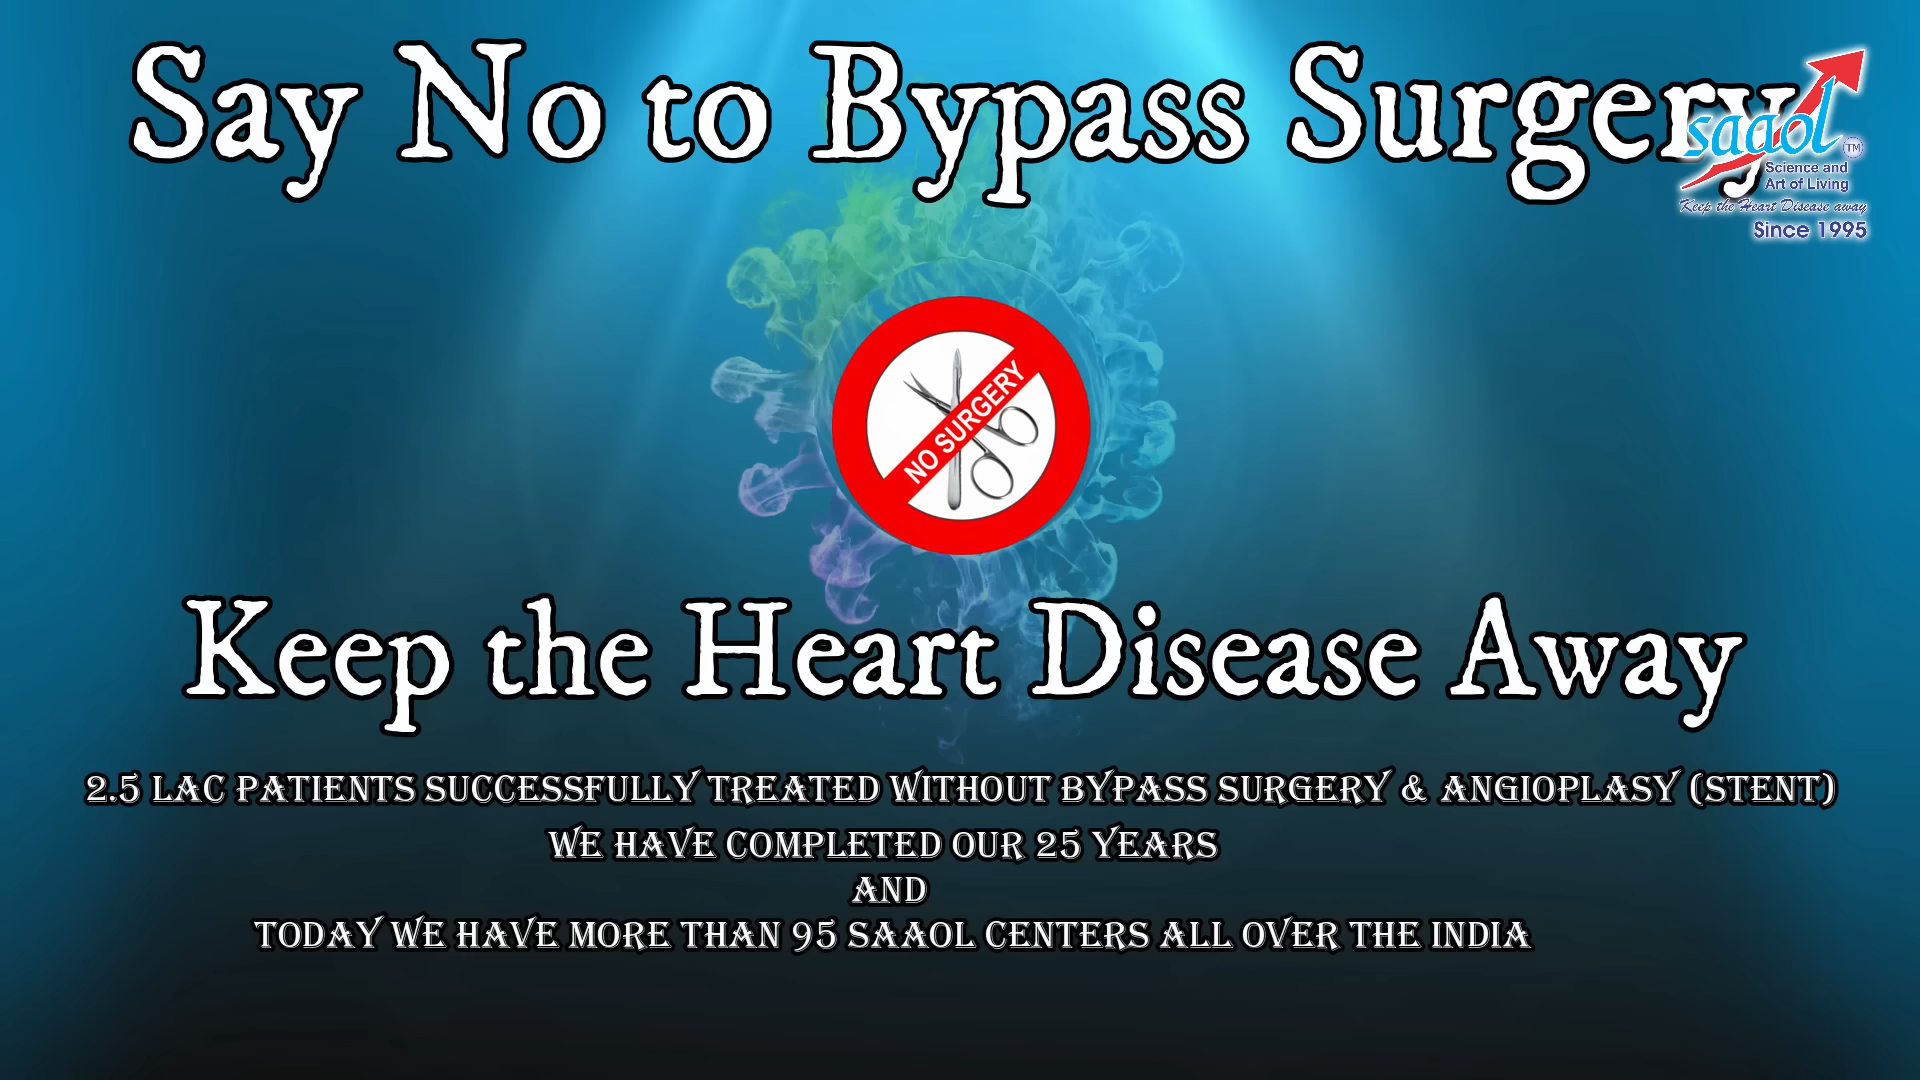 Say No to Bypass Surgery
saaol TM
Science and
Art of Living
Keep the Heart Disease away
Since 1995
NO SURGERY
Keep the Heart Disease Away
2.5 LAC PATIENTS SUCCESSFULLY TREATED WITHOUT BYPASS SURGERY & ANGIOPLASY (STENT)
WE HAVE COMPLETED OUR 25 YEARS
AND
TODAY WE HAVE MORE THAN 95 SAAOL CENTERS ALL OVER THE INDIA